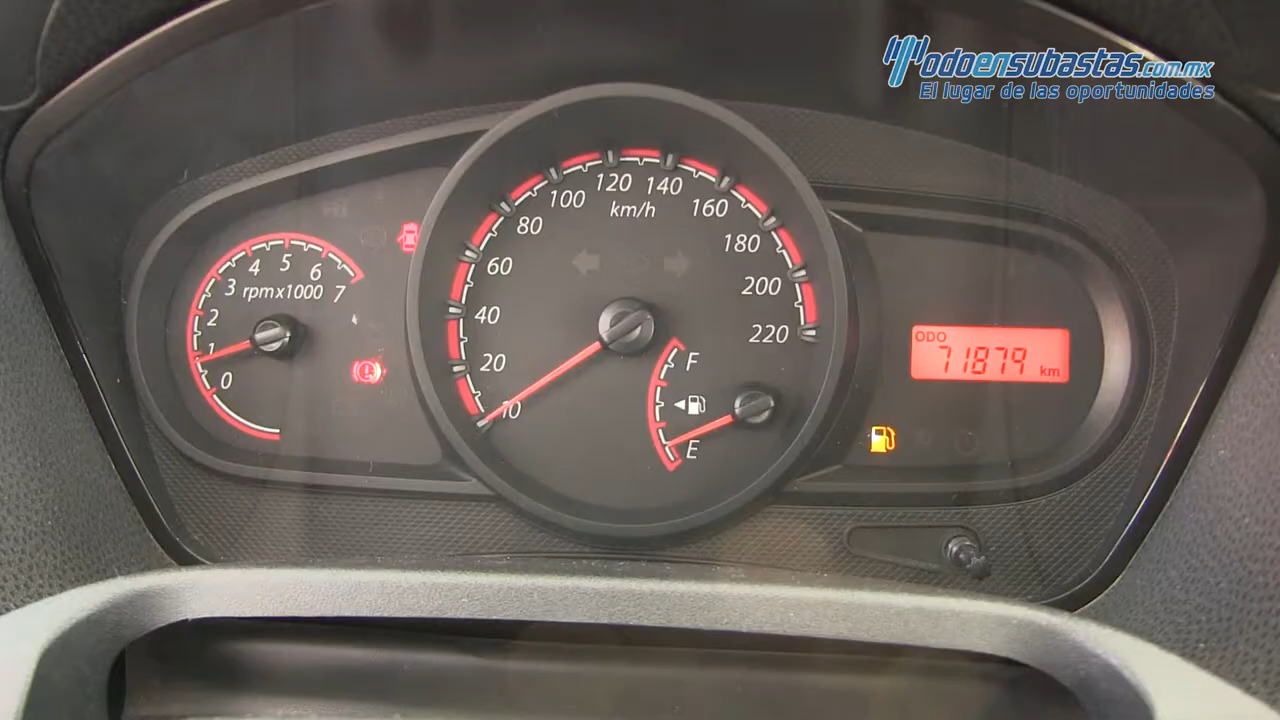 Todoensubastas.com.mx
El lugar de las oportunidades
0
1
2
3
4
5
6
7
rpmx1000
10
20
40
60
80
100
120
140
160
180
200
220
km/h
F
E
ODO
71879 km